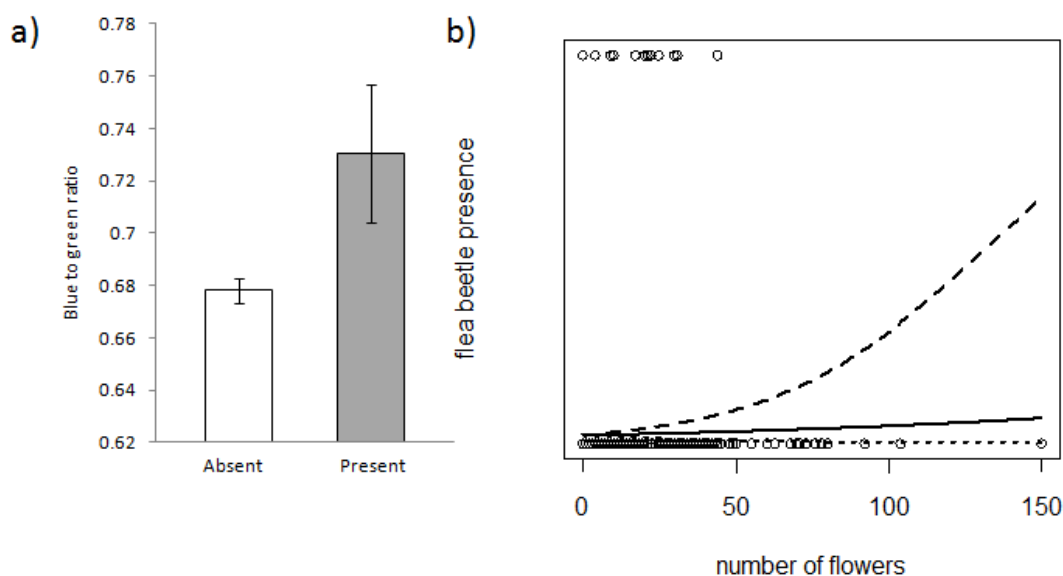 a)
0.78
0.76
0.74
0.72
0.7
0.68
0.66
0.64
0.62
Blue to green ratio
Absent Present
b)
flea beetle presence
0 50 100 150
number of flowers